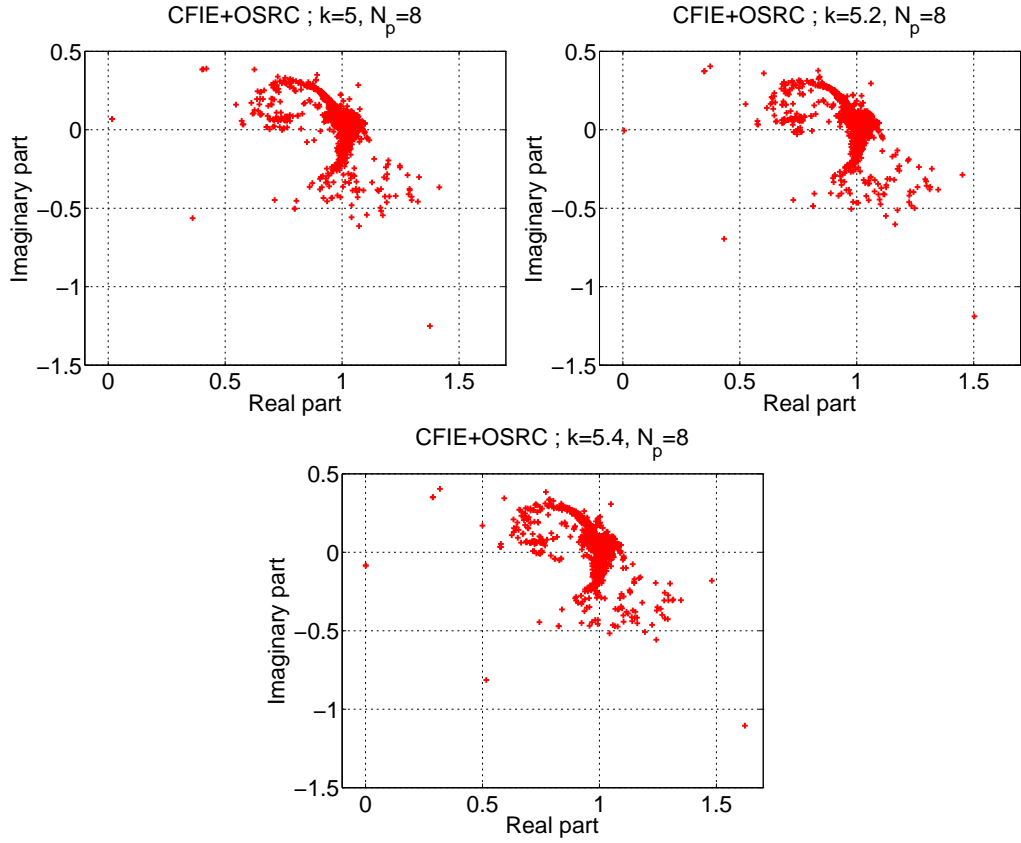 CFIE+OSRC ; k=5, N_p=8
0.5
0
−0.5
−1
−1.5
Imaginary part
0 0.5 1 1.5
Real part
CFIE+OSRC ; k=5.2, N_p=8
0.5
0
−0.5
−1
−1.5
Imaginary part
0 0.5 1 1.5
Real part
CFIE+OSRC ; k=5.4, N_p=8
0.5
0
−0.5
−1
−1.5
Imaginary part
0 0.5 1 1.5
Real part